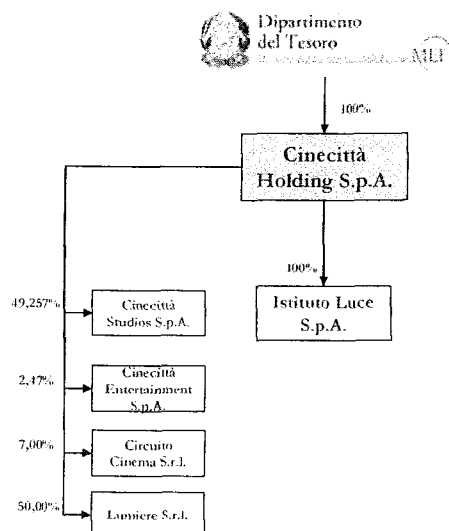 Dipartimento
del Tesoro
100%
Cinecittà
Holding S.p.A.
100%
Istituto Luce
S.p.A.
49,257%
Cinecittà
Studios S.p.A.
2,47%
Cinecittà
Entertainment
S.p.A.
7,00%
Circuito
Cinema S.r.l.
50,00%
Lumiere S.r.l.